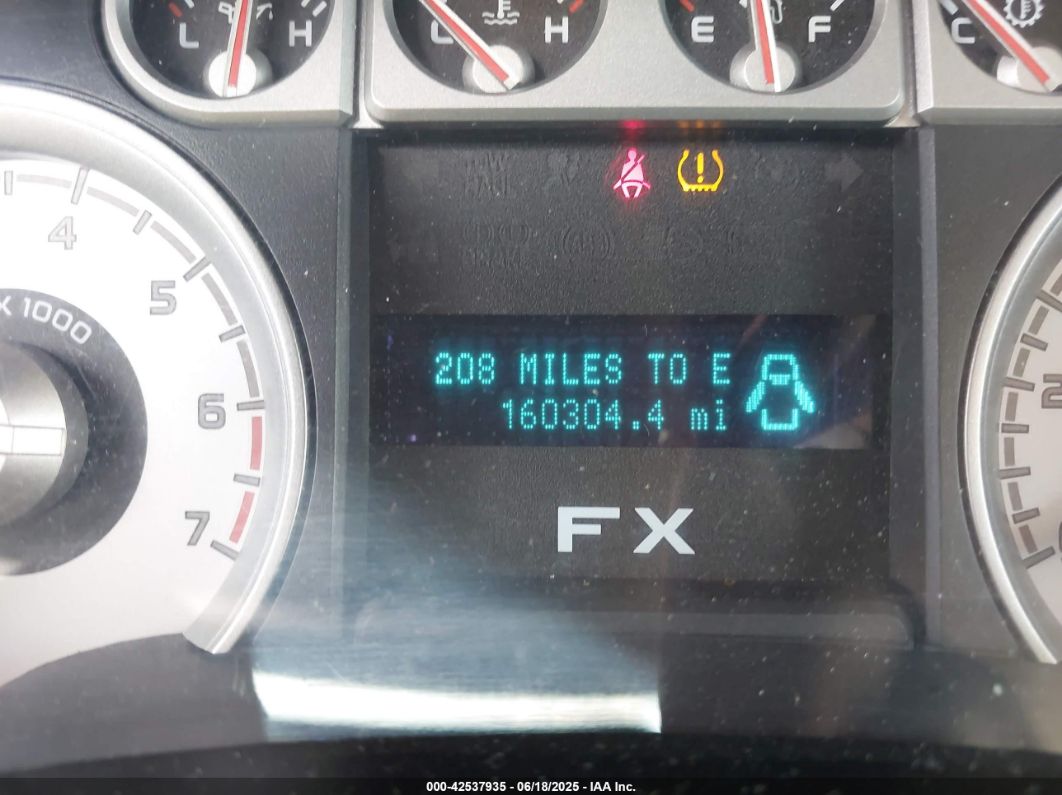 L H
C H
E F
C
4
5
X 1000
6
7
208 MILES TO E
160304.4 mi
FX
000-42537935 - 06/18/2025 - IAA Inc.